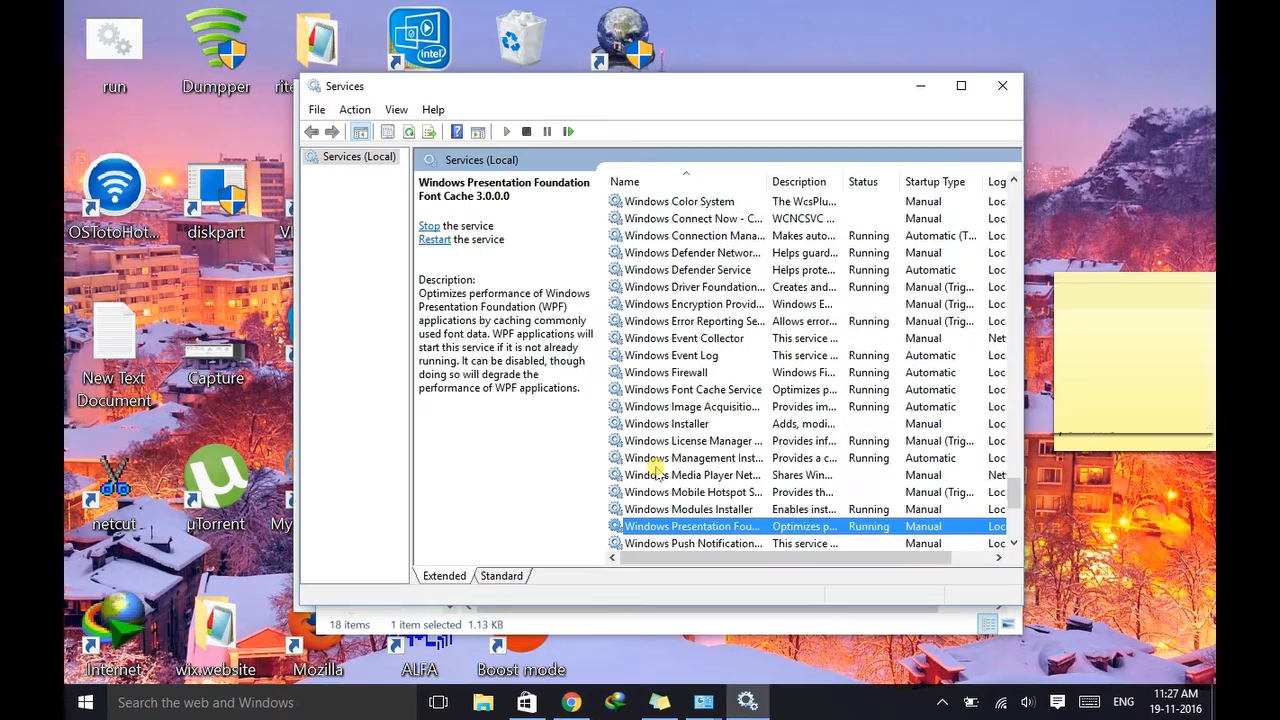 run
Dumpper
rite
intel
Services
File Action View Help
Services (Local)
Services (Local)
Windows Presentation Foundation
Font Cache 3.0.0.0
Stop the service
Restart the service
Description:
Optimizes performance of Windows
Presentation Foundation (WPF)
applications by caching commonly
used font data. WPF applications will
start this service if it is not already
running. It can be disabled, though
doing so will degrade the
performance of WPF applications.
Name Description Status Startup Type Log
Windows Color System The WcsPlu... Manual Loc
Windows Connect Now - C... WCNCSVC ... Manual Loc
Windows Connection Mana... Makes auto... Running Automatic (T... Loc
Windows Defender Networ... Helps guard... Running Manual Loc
Windows Defender Service Helps prote... Running Automatic Loc
Windows Driver Foundation... Creates and... Running Manual (Trig... Loc
Windows Encryption Provid... Windows E... Manual (Trig... Loc
Windows Error Reporting Se... Allows error... Running Manual (Trig... Loc
Windows Event Collector This service ... Manual Net
Windows Event Log This service ... Running Automatic Loc
Windows Firewall Windows Fi... Running Automatic Loc
Windows Font Cache Service Optimizes p... Running Automatic Loc
Windows Image Acquisitio... Provides im... Running Automatic Loc
Windows Installer Adds, modi... Manual Loc
Windows License Manager ... Provides inf... Running Manual (Trig... Loc
Windows Management Inst... Provides a c... Running Automatic Loc
Windows Media Player Net... Shares Win... Manual Net
Windows Mobile Hotspot S... Provides th... Manual (Trig... Loc
Windows Modules Installer Enables inst... Running Manual Loc
Windows Presentation Fou... Optimizes p... Running Manual Loc
Windows Push Notification... This service ... Manual Loc
Extended Standard
18 items 1 item selected 1.13 KB
OSTotoHot...
diskpart
New Text
Document
Capture
netcut
µTorrent
My
Internet
wix.website
Mozilla
ALFA
Boost mode
Search the web and Windows
ENG
11:27 AM
19-11-2016